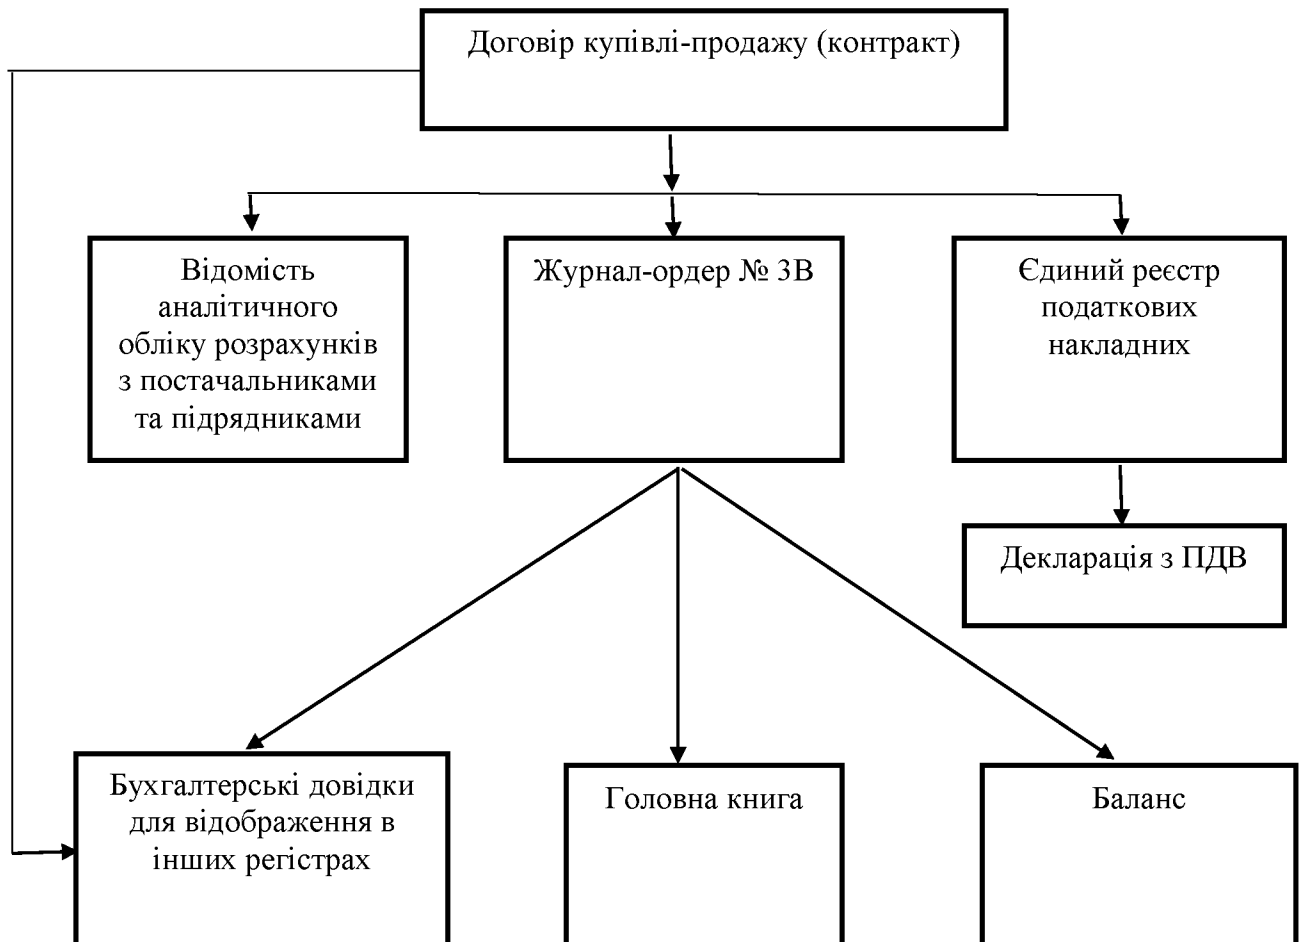 Договір купівлі-продажу (контракт)
Відомість
аналітичного
обліку розрахунків
з постачальниками
та підрядниками
Журнал-ордер № 3В
Єдиний реєстр
податкових
накладних
Декларація з ПДВ
Бухгалтерські довідки
для відображення в
інших регістрах
Головна книга
Баланс